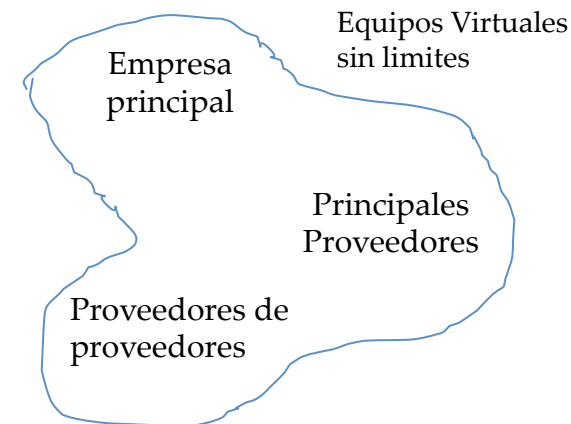 Equipos Virtuales
sin limites
Empresa
principal
Principales
Proveedores
Proveedores de
proveedores